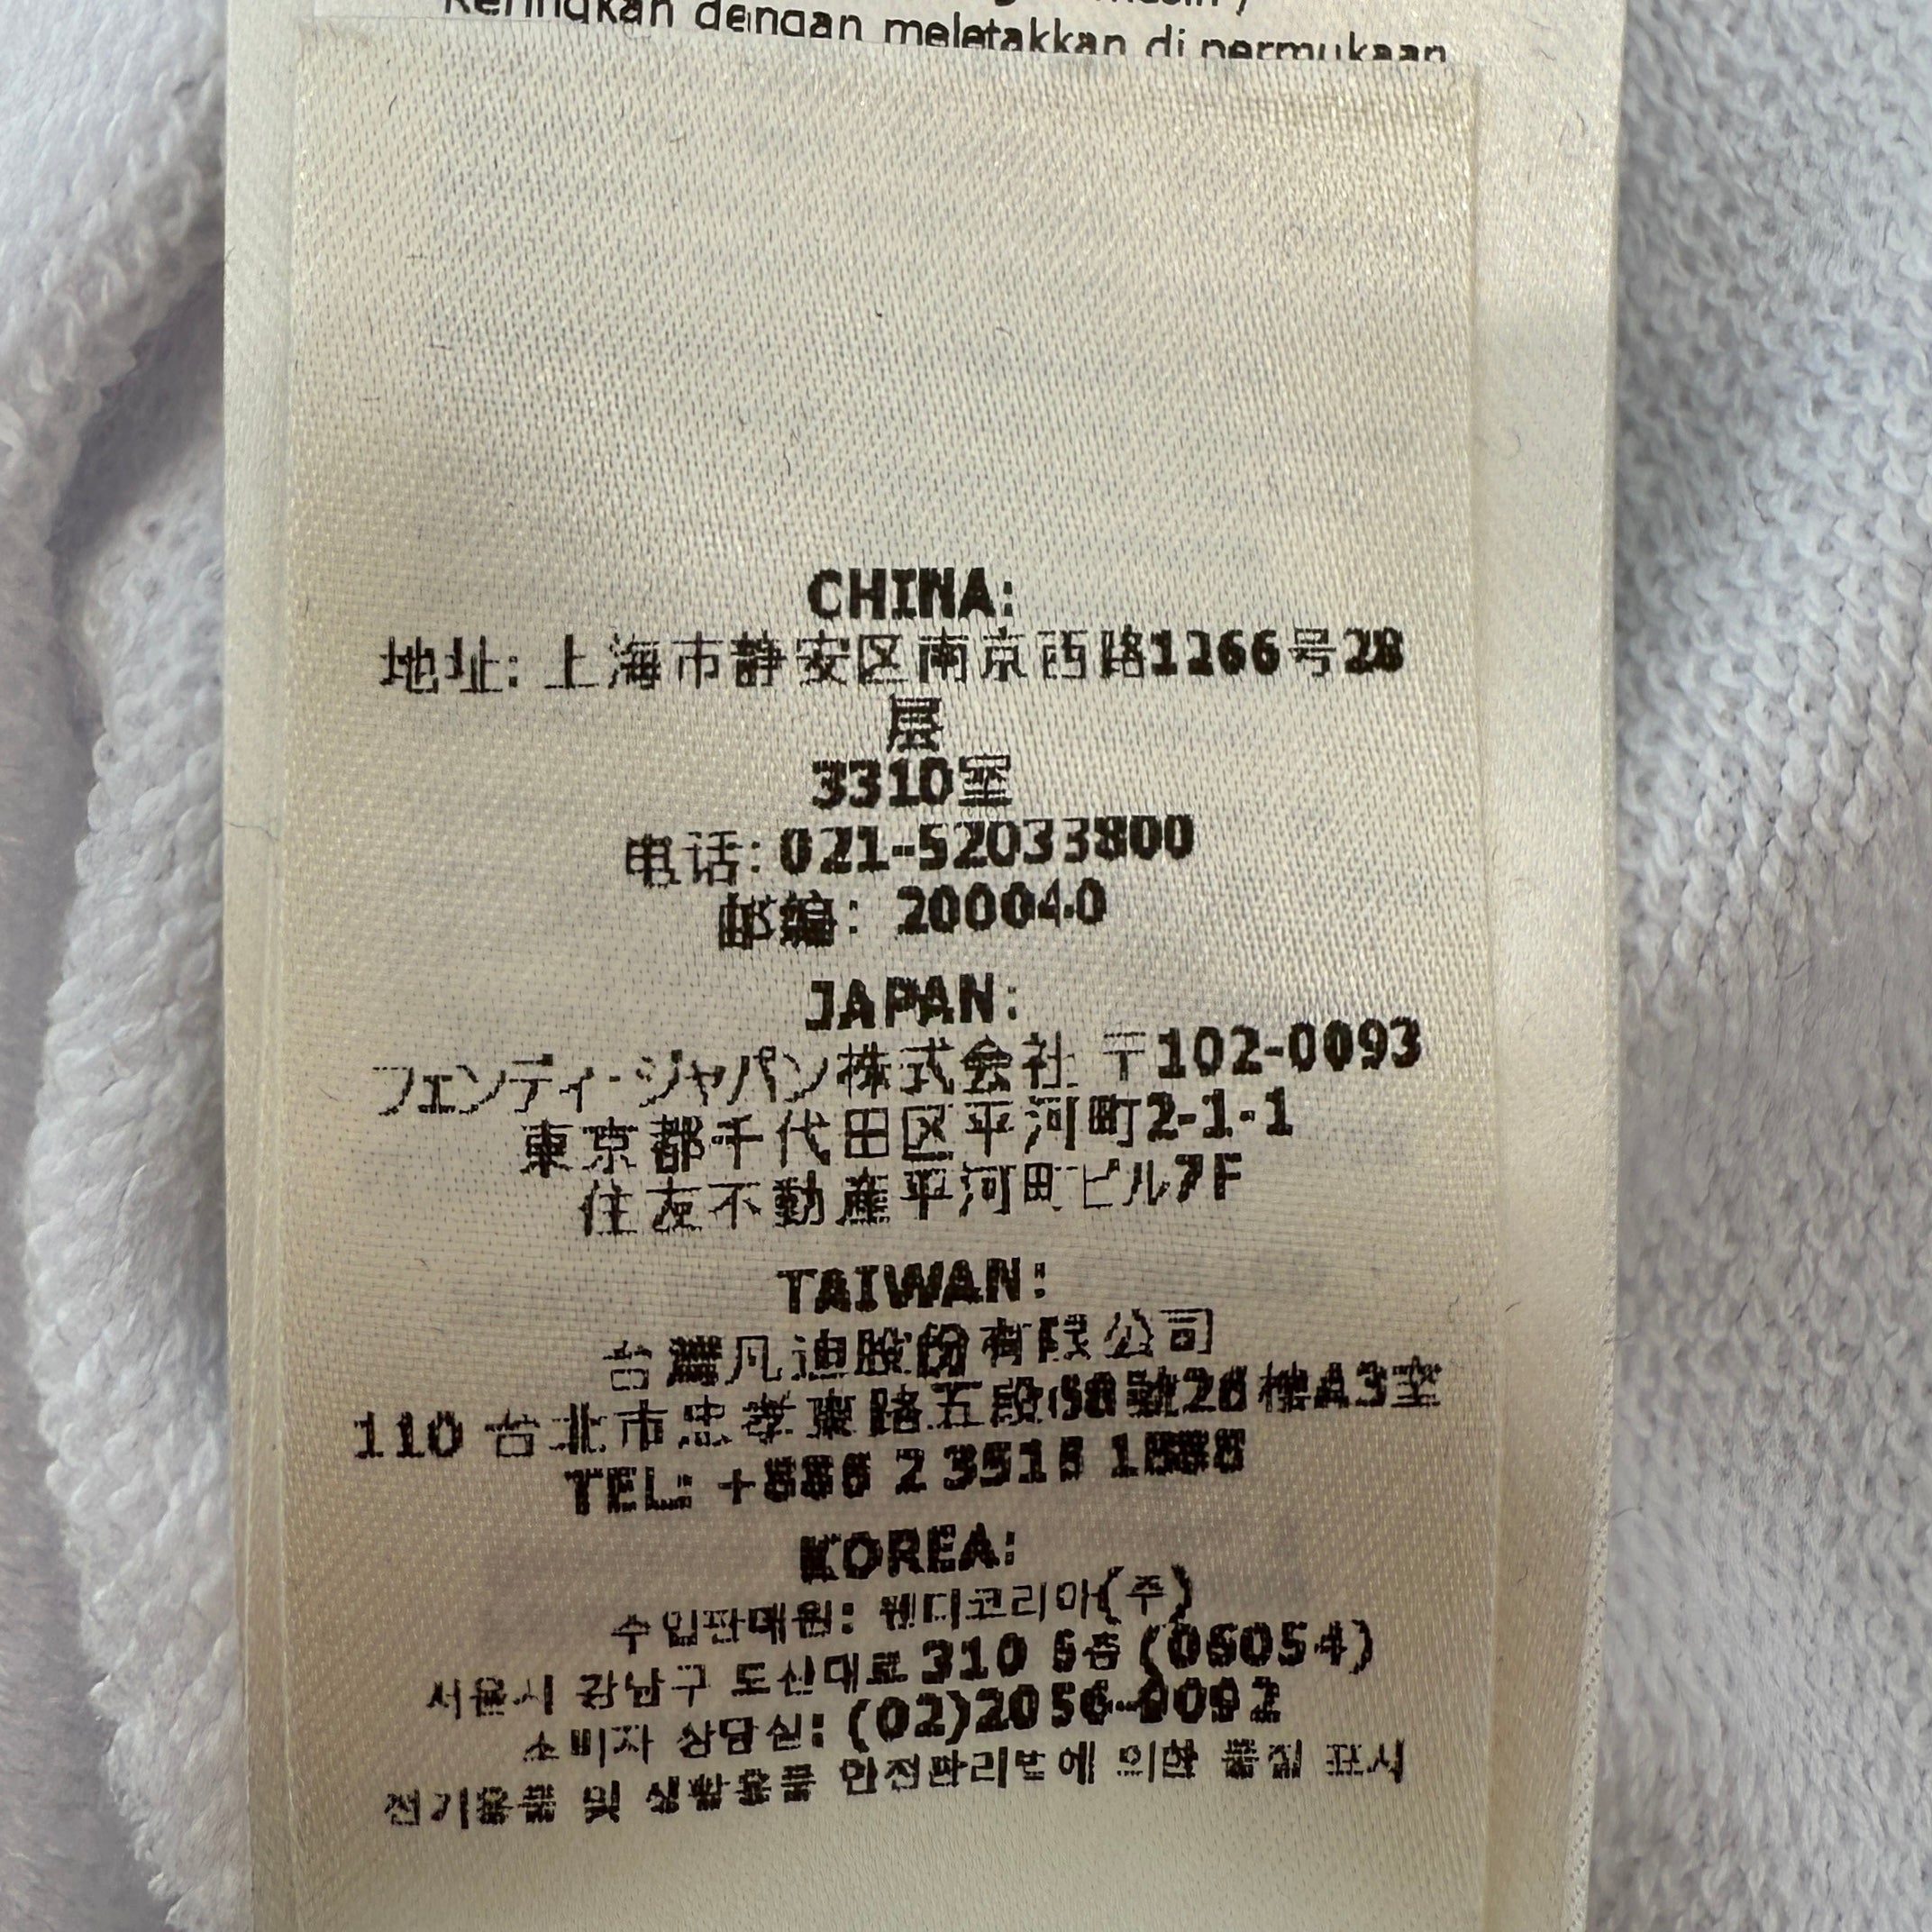 Keringkan dengan meletakkan di permukaan
CHINA:
地址: 上海市静安区南京西路1266号28
层
3310室
电话: 021-52033800
邮编: 200040
JAPAN:
フェンディ・ジャパン株式会社 〒102-0093
東京都千代田区平河町2-1-1
住友不動産平河町ビル7F
TAIWAN:
台灣凡迪股份有限公司
110 台北市忠孝東路五段68號26樓A3室
TEL: +886 2 3518 1888
KOREA:
수입판매원: 펜디코리아(주)
서울시 강남구 도산대로 310 6층 (06054)
소비자 상담실: (02)2056-9092
전기용품 및 생활용품 안전관리법에 의한 품질 표시